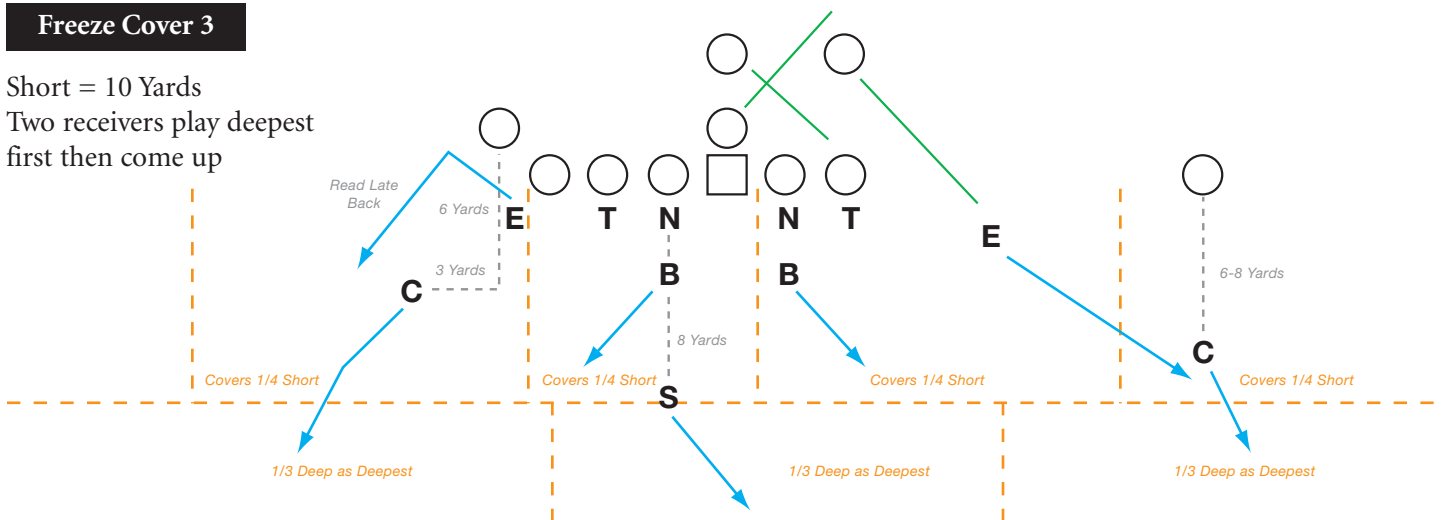 Freeze Cover 3
Short = 10 Yards
Two receivers play deepest
first then come up
Read Late
Back
6 Yards
E
T
N
N
T
E
3 Yards
C
B
B
6-8 Yards
8 Yards
C
Covers 1/4 Short
Covers 1/4 Short
Covers 1/4 Short
Covers 1/4 Short
S
1/3 Deep as Deepest
1/3 Deep as Deepest
1/3 Deep as Deepest